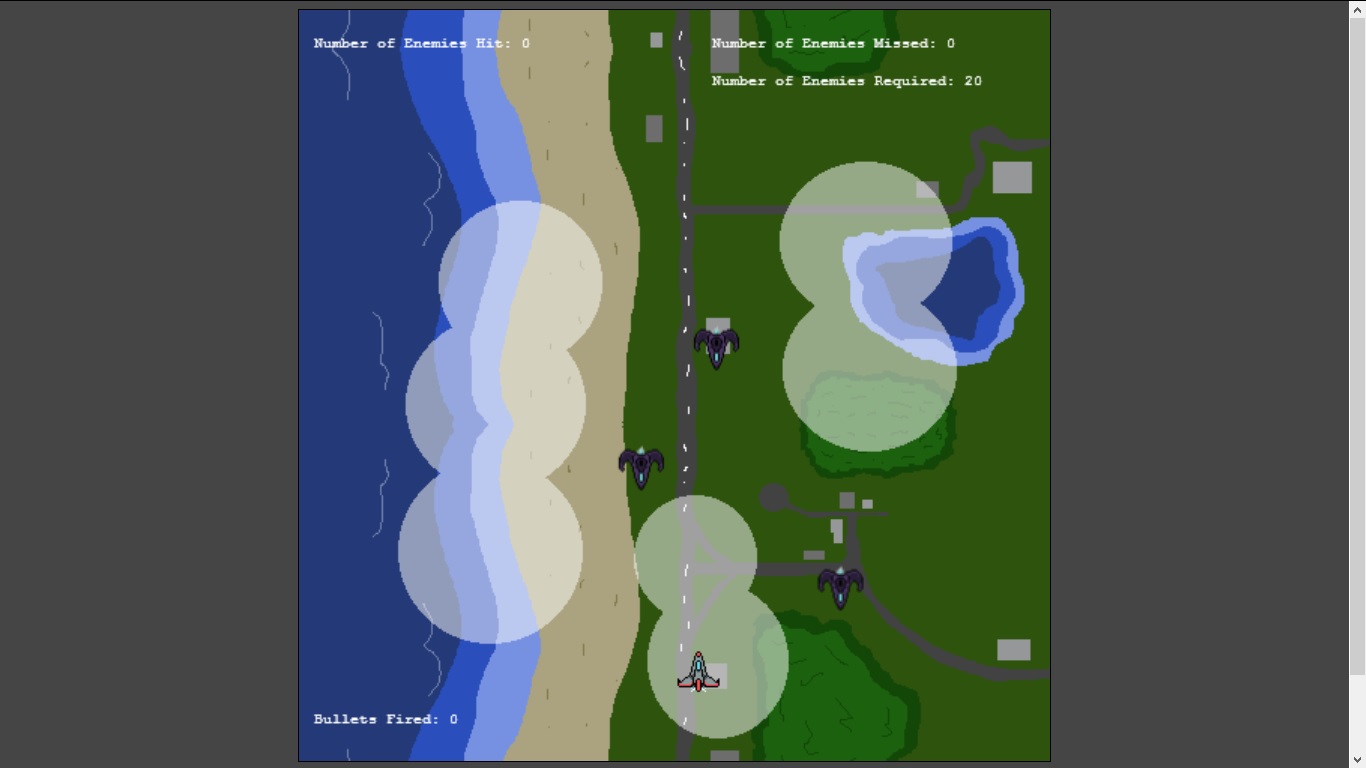 Number of Enemies Hit: 0
Number of Enemies Missed: 0
Number of Enemies Required: 20
Bullets Fired: 0